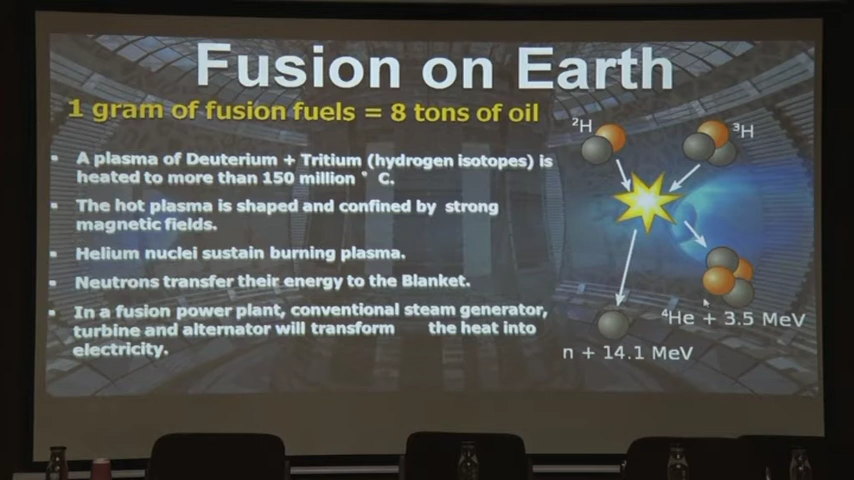 Fusion on Earth
1 gram of fusion fuels = 8 tons of oil
▪ A plasma of Deuterium + Tritium (hydrogen isotopes) is
heated to more than 150 million ° C.
▪ The hot plasma is shaped and confined by strong
magnetic fields.
▪ Helium nuclei sustain burning plasma.
▪ Neutrons transfer their energy to the Blanket.
▪ In a fusion power plant, conventional steam generator,
turbine and alternator will transform the heat into
electricity.
²H
³H
⁴He + 3.5 MeV
n + 14.1 MeV